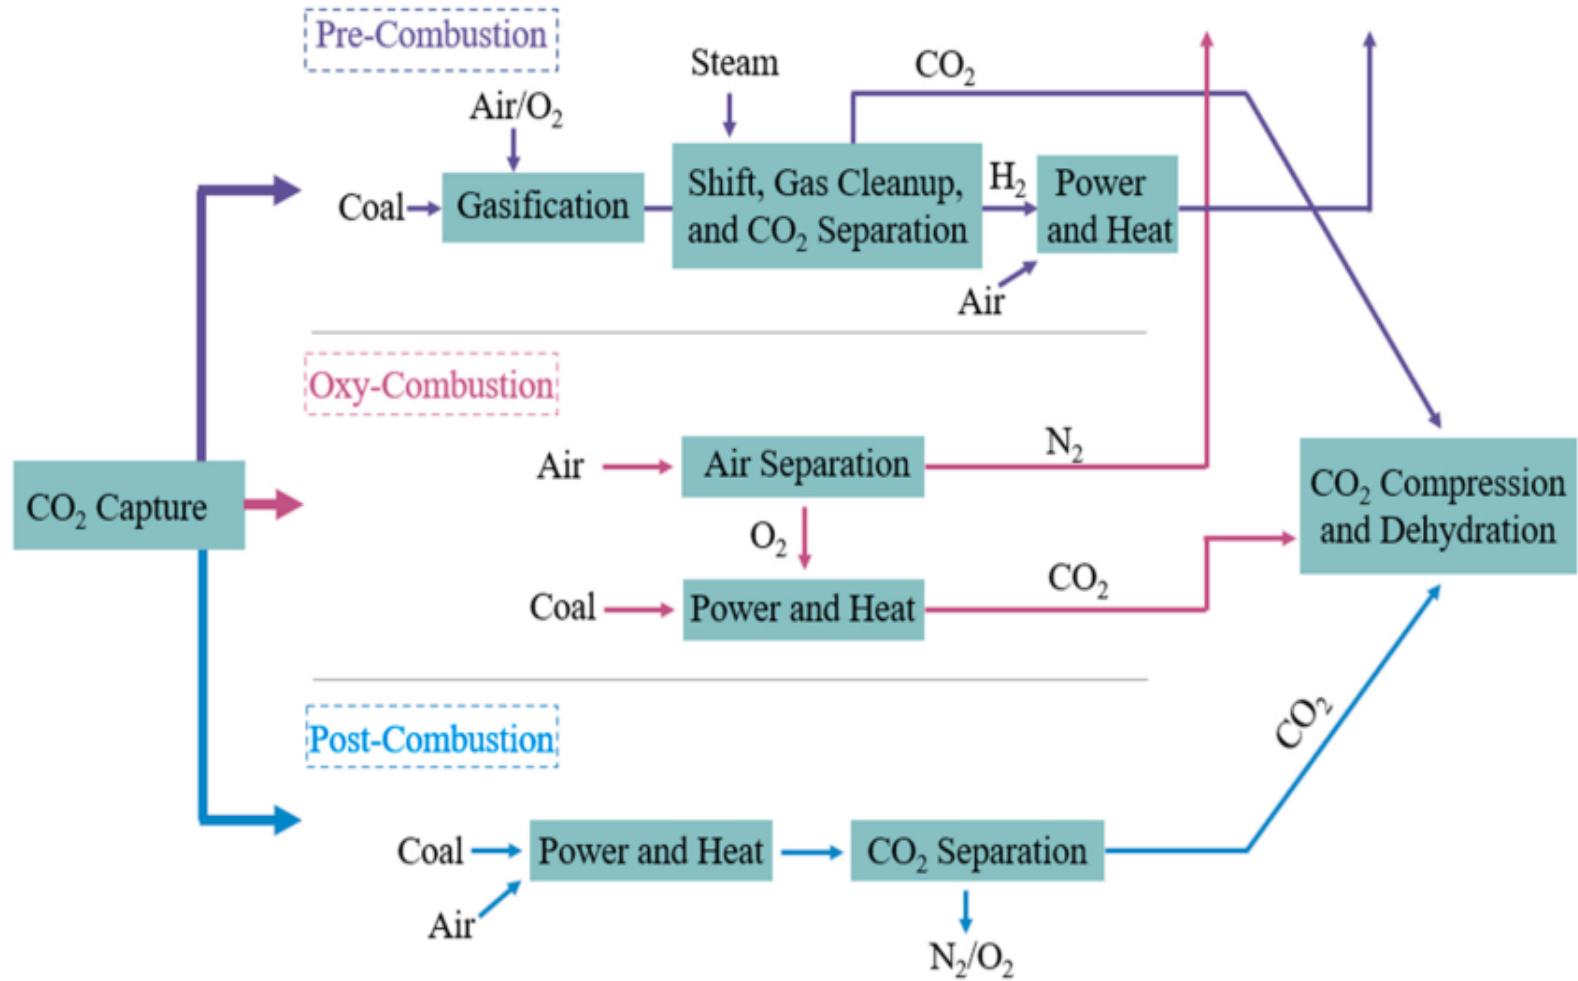 Pre-Combustion
Steam
CO₂
Air/O₂
Coal
Gasification
Shift, Gas Cleanup,
and CO₂ Separation
H₂
Power
and Heat
Air
Oxy-Combustion
Air
Air Separation
N₂
O₂
Coal
Power and Heat
CO₂
CO₂ Capture
CO₂ Compression
and Dehydration
Post-Combustion
Coal
Power and Heat
CO₂ Separation
CO₂
Air
N₂/O₂